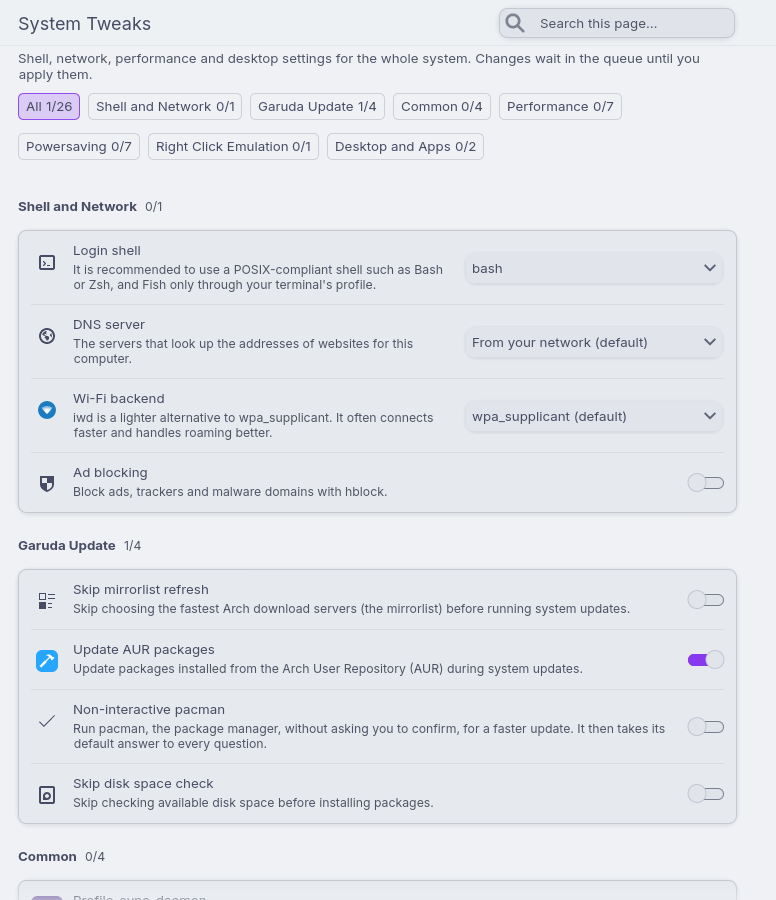 System Tweaks
Search this page...
Shell, network, performance and desktop settings for the whole system. Changes wait in the queue until you
apply them.
All 1/26
Shell and Network 0/1
Garuda Update 1/4
Common 0/4
Performance 0/7
Powersaving 0/7
Right Click Emulation 0/1
Desktop and Apps 0/2
Shell and Network 0/1
Login shell
It is recommended to use a POSIX-compliant shell such as Bash
or Zsh, and Fish only through your terminal's profile.
bash
DNS server
The servers that look up the addresses of websites for this
computer.
From your network (default)
Wi-Fi backend
iwd is a lighter alternative to wpa_supplicant. It often connects
faster and handles roaming better.
wpa_supplicant (default)
Ad blocking
Block ads, trackers and malware domains with hblock.
Garuda Update 1/4
Skip mirrorlist refresh
Skip choosing the fastest Arch download servers (the mirrorlist) before running system updates.
Update AUR packages
Update packages installed from the Arch User Repository (AUR) during system updates.
Non-interactive pacman
Run pacman, the package manager, without asking you to confirm, for a faster update. It then takes its
default answer to every question.
Skip disk space check
Skip checking available disk space before installing packages.
Common 0/4